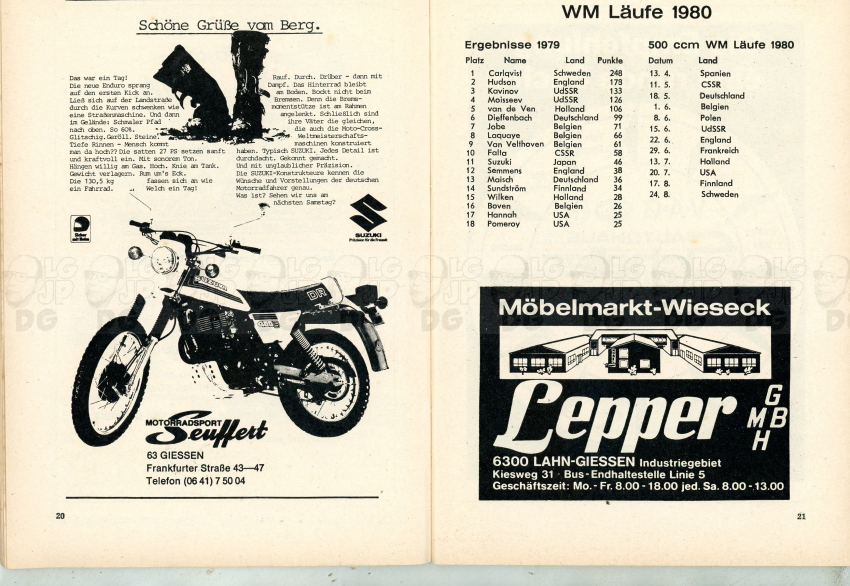 Schöne Grüße vom Berg.
Das war ein Tag!
Die neue Enduro sprang
auf den ersten Kick an.
Ließ sich auf der Landstraße
durch die Kurven schwenken wie
eine Straßenmaschine. Und dann
im Gelände: Schmaler Pfad
nach oben. So 60%.
Glitschig. Geröll. Steine.
Tiefe Rinnen - Mensch kommt
man da hoch?? Die satten 27 PS setzen sanft
und kraftvoll ein. Mit sonorem Ton.
Hängen willig am Gas. Hoch. Knie am Tank.
Gewicht verlagern. Rum um's Eck.
Die 130,5 kg fassen sich an wie
ein Fahrrad. Welch ein Tag!
Rauf. Durch. Drüber - dann mit
Dampf. Das Hinterrad bleibt
am Boden. Bockt nicht beim
Bremsen. Denn die Brems-
momentstütze ist am Rahmen
angelenkt. Schließlich sind
ihre Väter die gleichen,
die auch die Moto-Cross-
Weltmeisterschafts-
maschinen konstruiert
haben. Typisch SUZUKI. Jedes Detail ist
durchdacht. Gekonnt gemacht.
Und mit unglaublicher Präzision.
Die SUZUKI-Konstrukteure kennen die
Wünsche und Vorstellungen der deutschen
Motorradfahrer genau.
Was ist? Sehen wir uns am
nächsten Samstag?
SUZUKI
SUZUKI
DR
MOTORRADSPORT
Seuffert
63 GIESSEN
Frankfurter Straße 43—47
Telefon (06 41) 7 50 04
20
WM Läufe 1980
Ergebnisse 1979
Platz Name Land Punkte
1 Carlqvist Schweden 248
2 Hudson England 173
3 Kavinov UdSSR 133
4 Moisseev UdSSR 126
5 van de Ven Holland 106
6 Dieffenbach Deutschland 99
7 Jobe Belgien 71
8 Laquaye Belgien 66
9 Van Velthoven Belgien 61
10 Falta CSSR 58
11 Suzuki Japan 46
12 Semmens England 38
13 Maisch Deutschland 36
14 Sundström Finnland 34
15 Wilken Holland 28
16 Boven Belgien 26
17 Hannah USA 25
18 Pomeroy USA 25
500 ccm WM Läufe 1980
Datum Land
13. 4. Spanien
11. 5. CSSR
18. 5. Deutschland
1. 6. Belgien
8. 6. Polen
15. 6. UdSSR
22. 6. England
29. 6. Frankreich
13. 7. Holland
20. 7. USA
17. 8. Finnland
24. 8. Schweden
Möbelmarkt-Wieseck
Lepper GMBH
6300 LAHN-GIESSEN Industriegebiet
Kiesweg 31 · Bus-Endhaltestelle Linie 5
Geschäftszeit: Mo. - Fr. 8.00 - 18.00 jed. Sa. 8.00 - 13.00
21